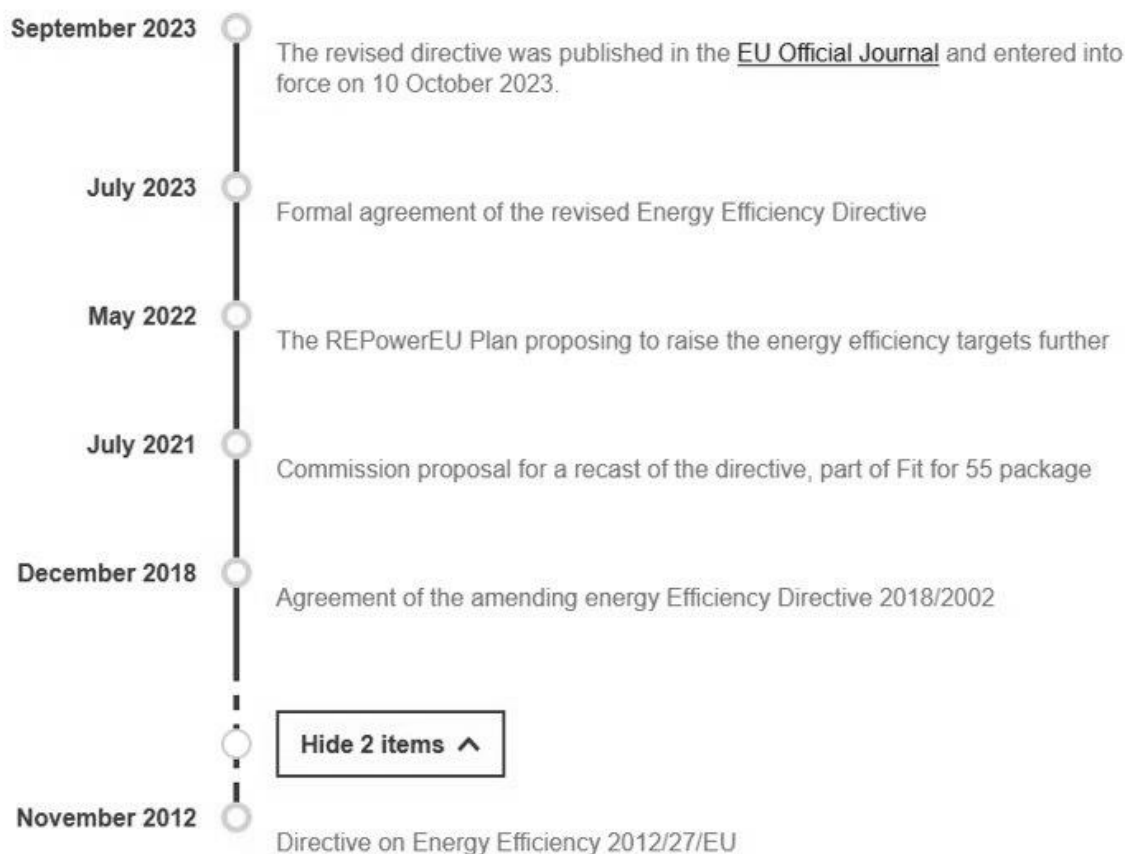 September 2023
The revised directive was published in the EU Official Journal and entered into
force on 10 October 2023.
July 2023
Formal agreement of the revised Energy Efficiency Directive
May 2022
The REPowerEU Plan proposing to raise the energy efficiency targets further
July 2021
Commission proposal for a recast of the directive, part of Fit for 55 package
December 2018
Agreement of the amending energy Efficiency Directive 2018/2002
Hide 2 items
November 2012
Directive on Energy Efficiency 2012/27/EU